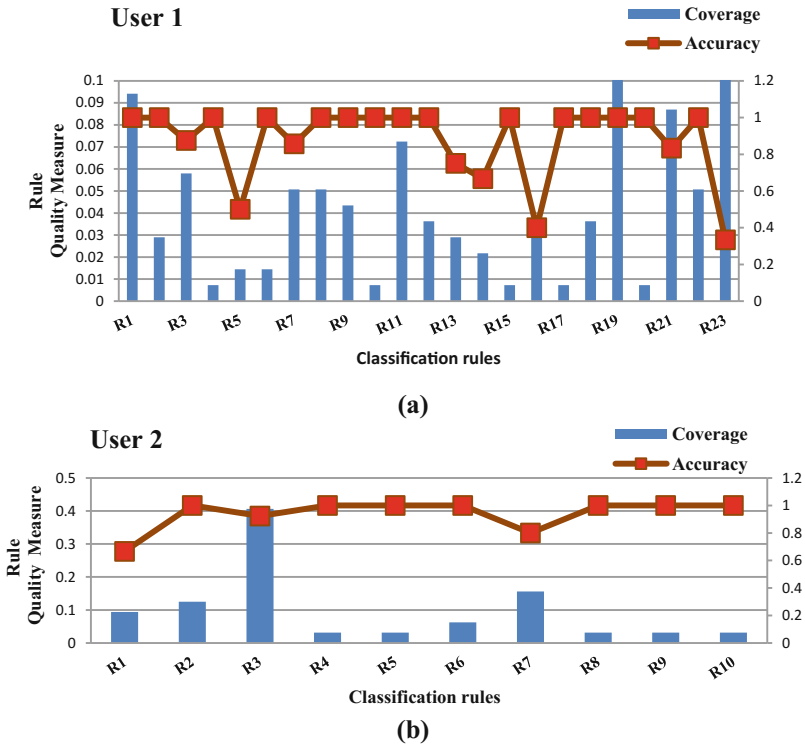 User 1
Coverage
Accuracy
Rule
Quality Measure
0.1
0.09
0.08
0.07
0.06
0.05
0.04
0.03
0.02
0.01
0
1.2
1
0.8
0.6
0.4
0.2
0
R1 R3 R5 R7 R9 R11 R13 R15 R17 R19 R21 R23
Classification rules
(a)
User 2
Coverage
Accuracy
Rule
Quality Measure
0.5
0.4
0.3
0.2
0.1
0
1.2
1
0.8
0.6
0.4
0.2
0
R1 R2 R3 R4 R5 R6 R7 R8 R9 R10
Classification rules
(b)